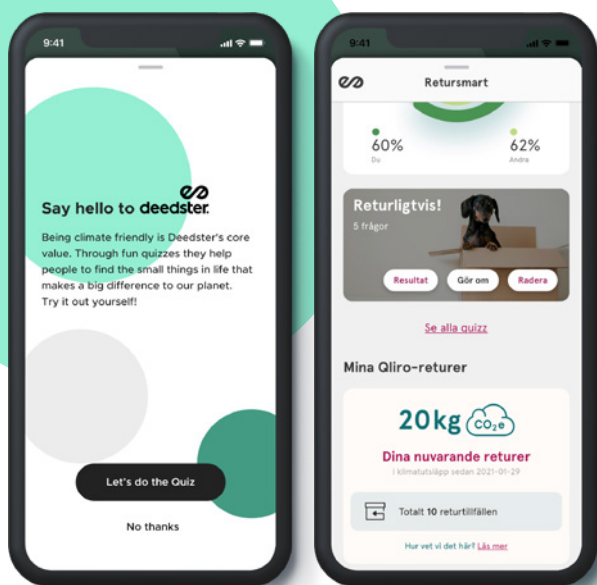 9:41
Say hello to deedster.
Being climate friendly is Deedster's core
value. Through fun quizzes they help
people to find the small things in life that
makes a big difference to our planet.
Try it out yourself!
Let's do the Quiz
No thanks
9:41
Retursmart
60%
Du
62%
Andra
Returligtvis!
5 frågor
Resultat
Gör om
Radera
Se alla quizz
Mina Qliro-returer
20kg CO₂e
Dina nuvarande returer
i klimatutsläpp sedan 2021-01-29
Totalt 10 returtillfällen
Hur vet vi det här? Läs mer